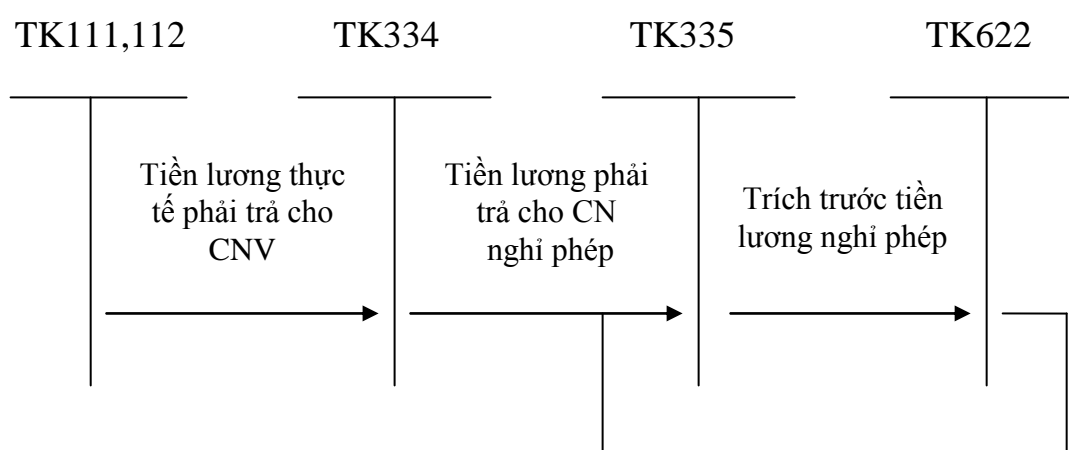 TK111,112 TK334 TK335 TK622
Tiền lương thực
tế phải trả cho
CNV
Tiền lương phải
trả cho CN
nghỉ phép
Trích trước tiền
lương nghỉ phép